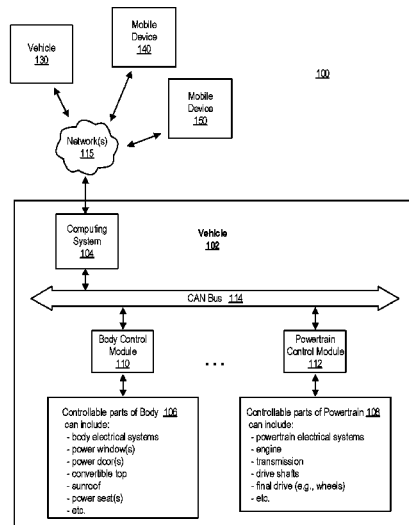 Vehicle
130
Mobile
Device
140
Mobile
Device
150
100
Network(s)
115
Computing
System
104
Vehicle
102
CAN Bus 114
Body Control
Module
110
...
Powertrain
Control Module
112
Controllable parts of Body 106
can include:
- body electrical systems
- power window(s)
- power door(s)
- convertible top
- sunroof
- power seat(s)
- etc.
Controllable parts of Powertrain 108
can include:
- powertrain electrical systems
- engine
- transmission
- drive shafts
- final drive (e.g., wheels)
- etc.